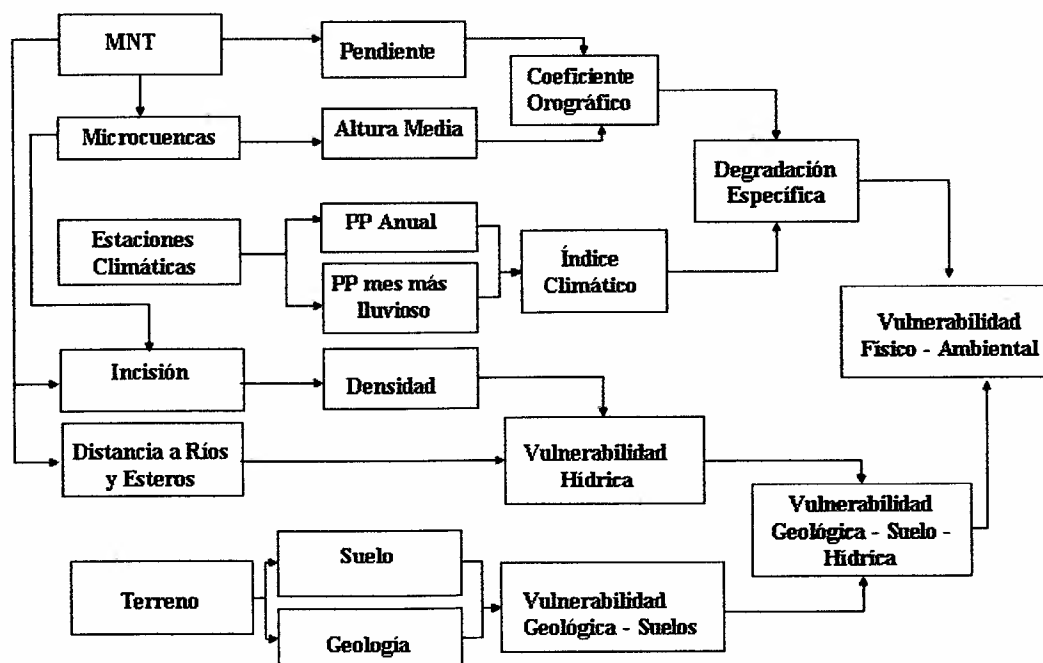 MNT
Pendiente
Coeficiente
Orográfico
Microcuencas
Altura Media
Degradación
Específica
Estaciones
Climáticas
PP Anual
PP mes más
lluvioso
Índice
Climático
Vulnerabilidad
Físico - Ambiental
Incisión
Densidad
Distancia a Ríos
y Esteros
Vulnerabilidad
Hídrica
Vulnerabilidad
Geológica - Suelo -
Hídrica
Terreno
Suelo
Geología
Vulnerabilidad
Geológica - Suelos